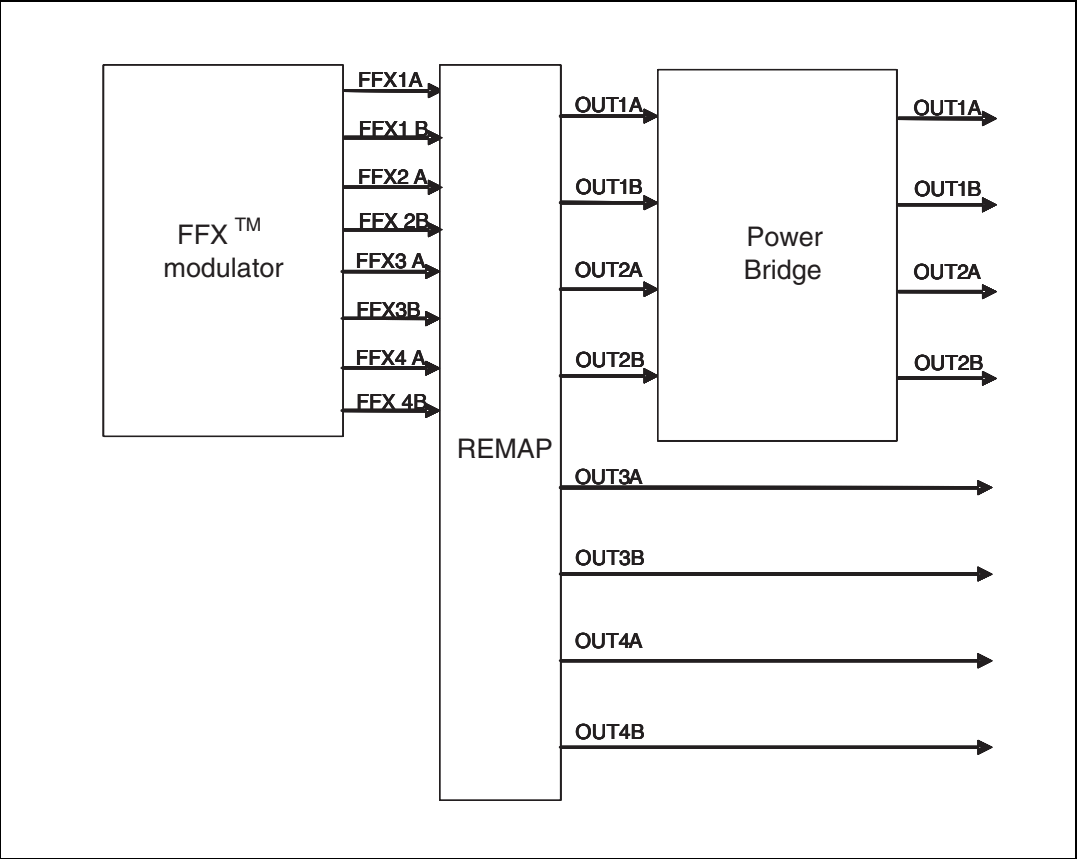 FFX1A
FFX1 B
FFX2 A
FFX 2B
FFX3 A
FFX3B
FFX4 A
FFX 4B
FFX TM
modulator
REMAP
OUT1A
OUT1B
OUT2A
OUT2B
OUT3A
OUT3B
OUT4A
OUT4B
Power
Bridge
OUT1A
OUT1B
OUT2A
OUT2B